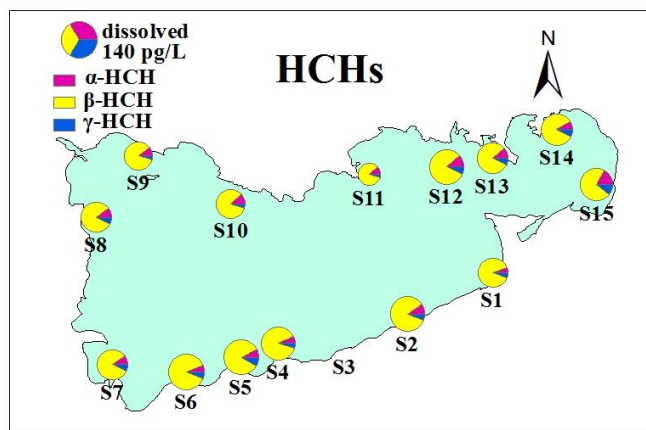 dissolved
140 pg/L
HCHs
N
α-HCH
β-HCH
γ-HCH
S14
S9
S13
S12
S11
S15
S10
S8
S1
S2
S3
S4
S5
S7
S6